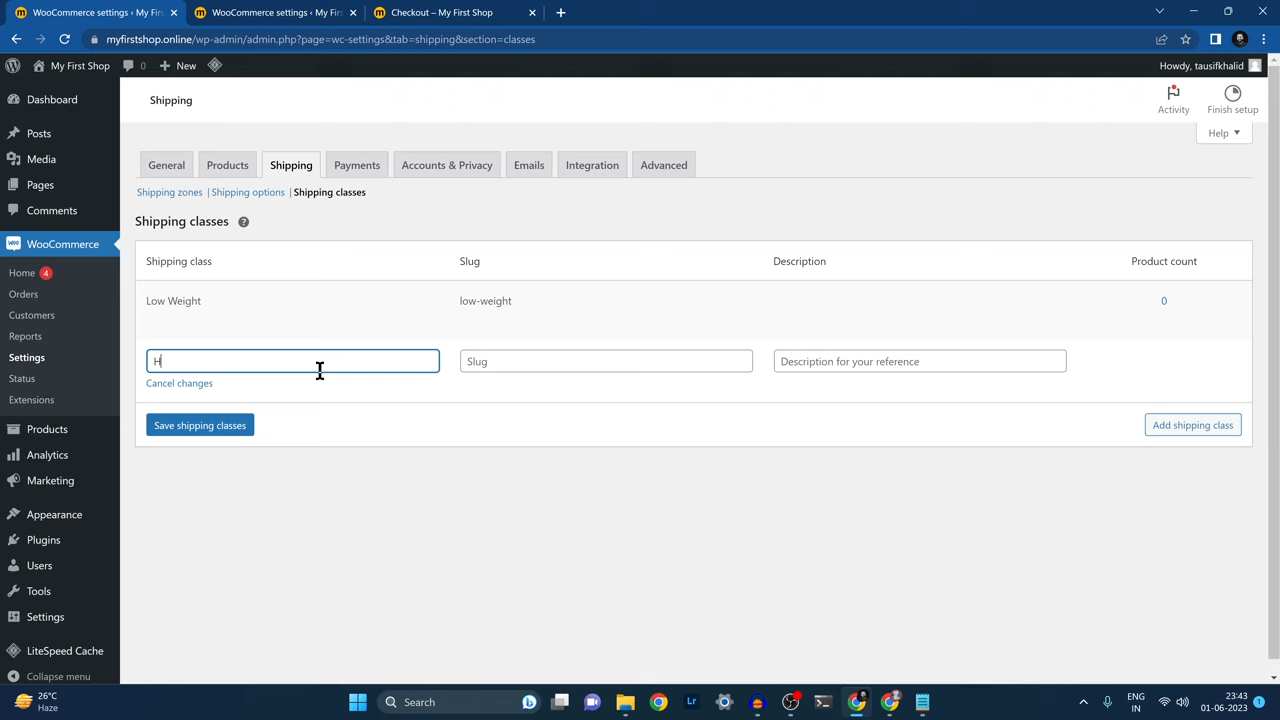 WooCommerce settings ‹ My Firs
WooCommerce settings ‹ My Firs
Checkout – My First Shop
myfirstshop.online/wp-admin/admin.php?page=wc-settings&tab=shipping&section=classes
My First Shop
0
New
Howdy, tausifkhalid
Dashboard
Posts
Media
Pages
Comments
WooCommerce
Home 4
Orders
Customers
Reports
Settings
Status
Extensions
Products
Analytics
Marketing
Appearance
Plugins
Users
Tools
Settings
LiteSpeed Cache
Collapse menu
Shipping
Activity
Finish setup
Help
General
Products
Shipping
Payments
Accounts & Privacy
Emails
Integration
Advanced
Shipping zones | Shipping options | Shipping classes
Shipping classes ?
Shipping class Slug Description Product count
Low Weight low-weight 0
H Slug Description for your reference
Cancel changes
Save shipping classes
Add shipping class
26°C
Haze
Search
Lr
ENG
IN
23:43
01-06-2023
1